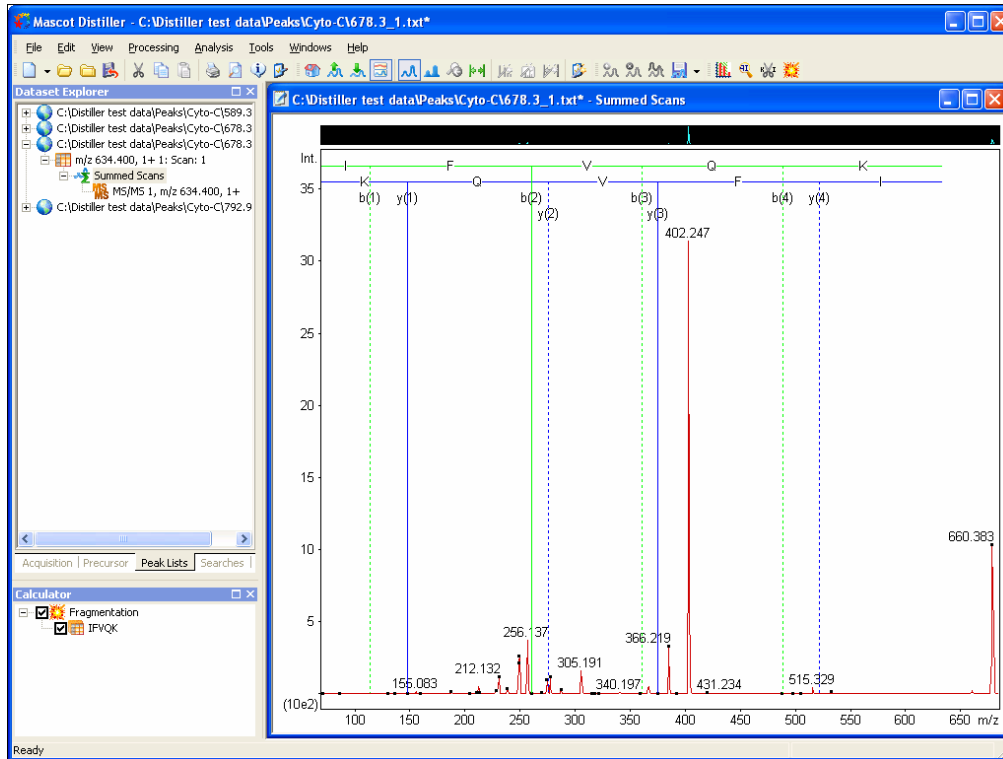 Mascot Distiller - C:\Distiller test data\Peaks\Cyto-C\678.3_1.txt*
File Edit View Processing Analysis Tools Windows Help
Dataset Explorer
C:\Distiller test data\Peaks\Cyto-C\589.3
C:\Distiller test data\Peaks\Cyto-C\678.3
C:\Distiller test data\Peaks\Cyto-C\678.3
m/z 634.400, 1+ 1: Scan: 1
Summed Scans
MS/MS 1, m/z 634.400, 1+
C:\Distiller test data\Peaks\Cyto-C\792.9
Acquisition Precursor Peak Lists Searches
Calculator
Fragmentation
IFVQK
C:\Distiller test data\Peaks\Cyto-C\678.3_1.txt* - Summed Scans
Int.
I F V Q K
K Q V F I
b(1) y(1) b(2) y(2) b(3) y(3) b(4) y(4)
35
30
25
20
15
10
5
(10e2)
402.247
660.383
256.137
366.219
212.132
305.191
155.083
340.197
431.234
515.329
100 150 200 250 300 350 400 450 500 550 600 650 m/z
Ready